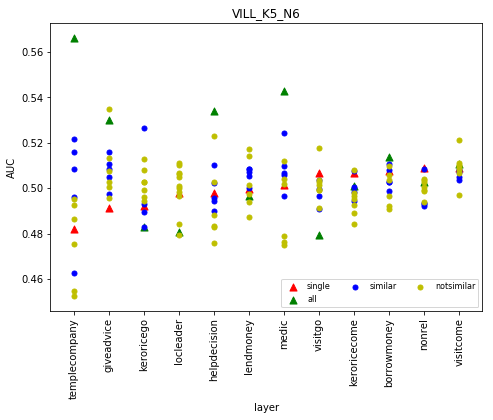 VILL_K5_N6
AUC
0.56
0.54
0.52
0.50
0.48
0.46
single
all
similar
notsimilar
templecompany
giveadvice
keroricego
locleader
helpdecision
lendmoney
medic
visitgo
keroricecome
borrowmoney
nonrel
visitcome
layer